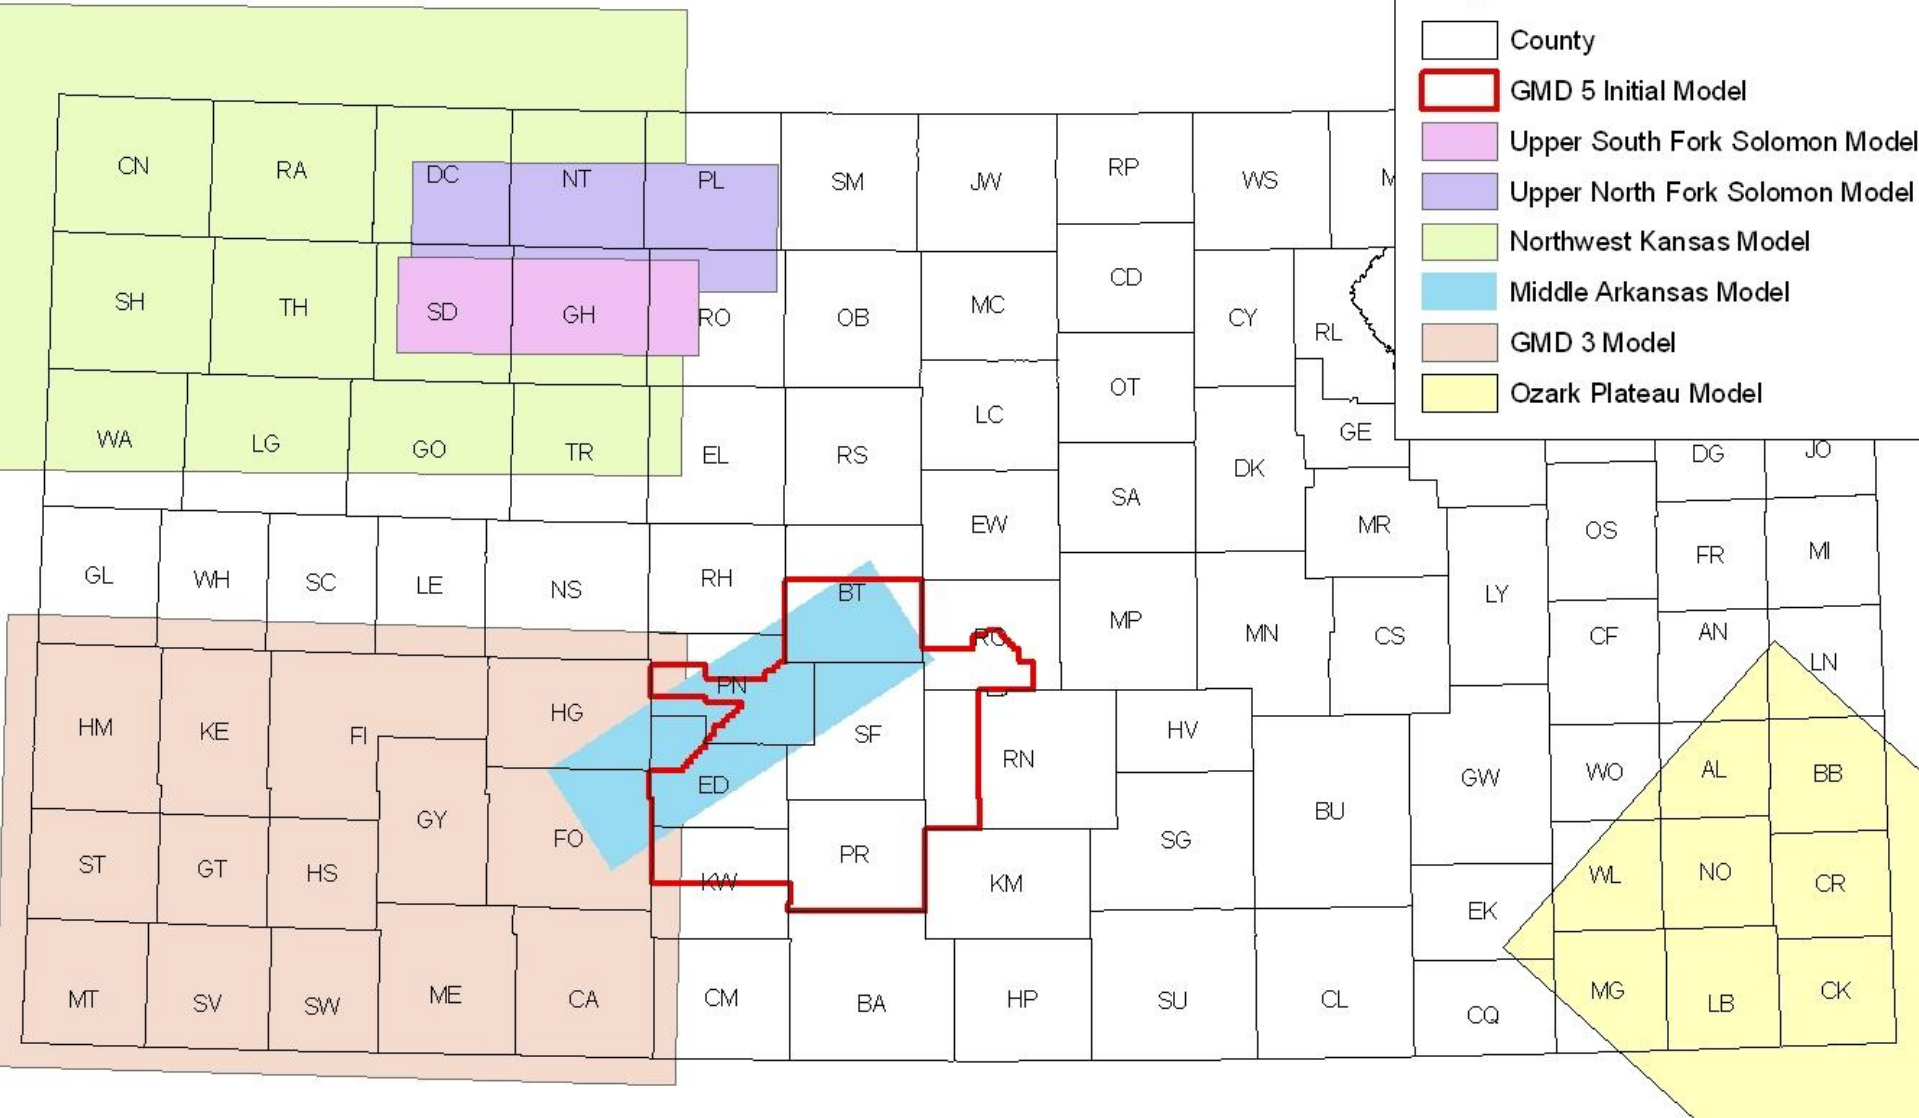 County
GMD 5 Initial Model
Upper South Fork Solomon Model
Upper North Fork Solomon Model
Northwest Kansas Model
Middle Arkansas Model
GMD 3 Model
Ozark Plateau Model
CN RA DC NT PL SM JW RP WS M
SH TH SD GH RO OB MC CD CY RL
WA LG GO TR EL RS LC OT DK GE DG JO
GL WH SC LE NS RH BT EW SA MR OS FR MI
LY
MP MN CS CF AN LN
HM KE FI HG PN SF RN HV GW WO AL BB
ST GT HS GY FO ED PR SG BU
KW KM EK WL NO CR
MT SV SW ME CA CM BA HP SU CL CQ MG LB CK